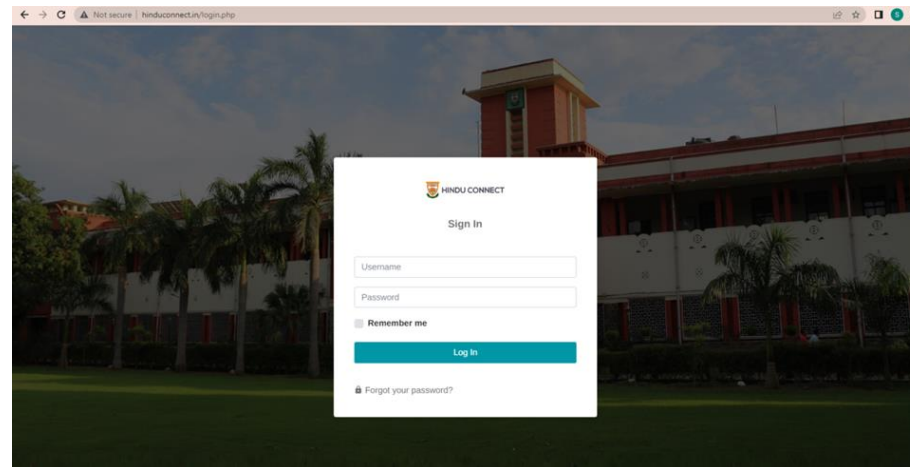 Not secure | hinduconnect.in/login.php
S
HINDU CONNECT
Sign In
Username
Password
Remember me
Log In
Forgot your password?